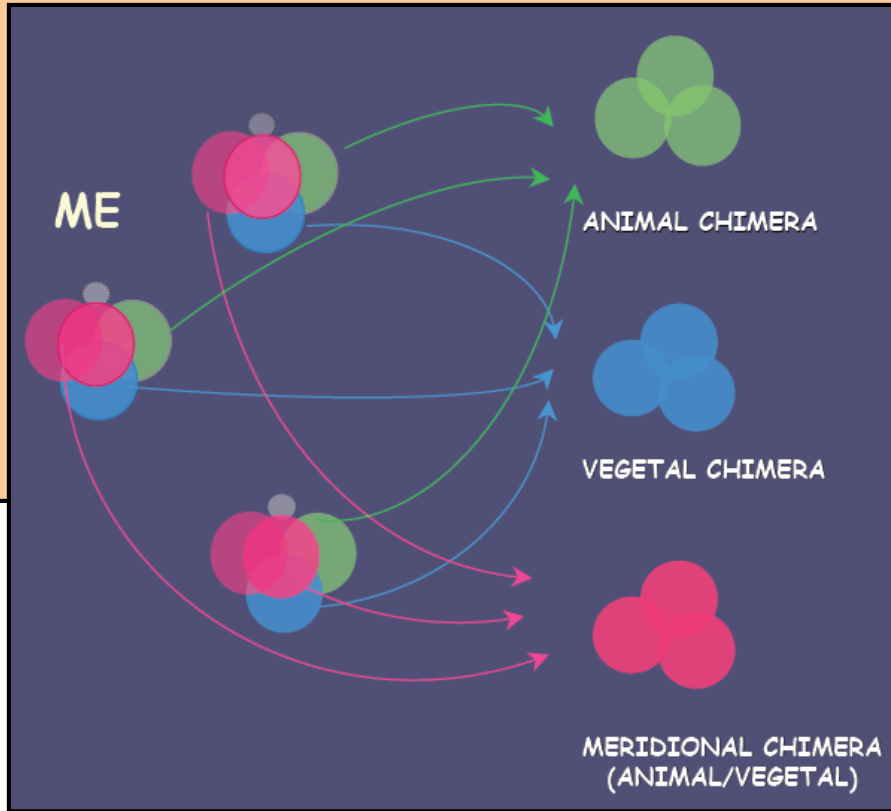 ME
ANIMAL CHIMERA
VEGETAL CHIMERA
MERIDIONAL CHIMERA
(ANIMAL/VEGETAL)